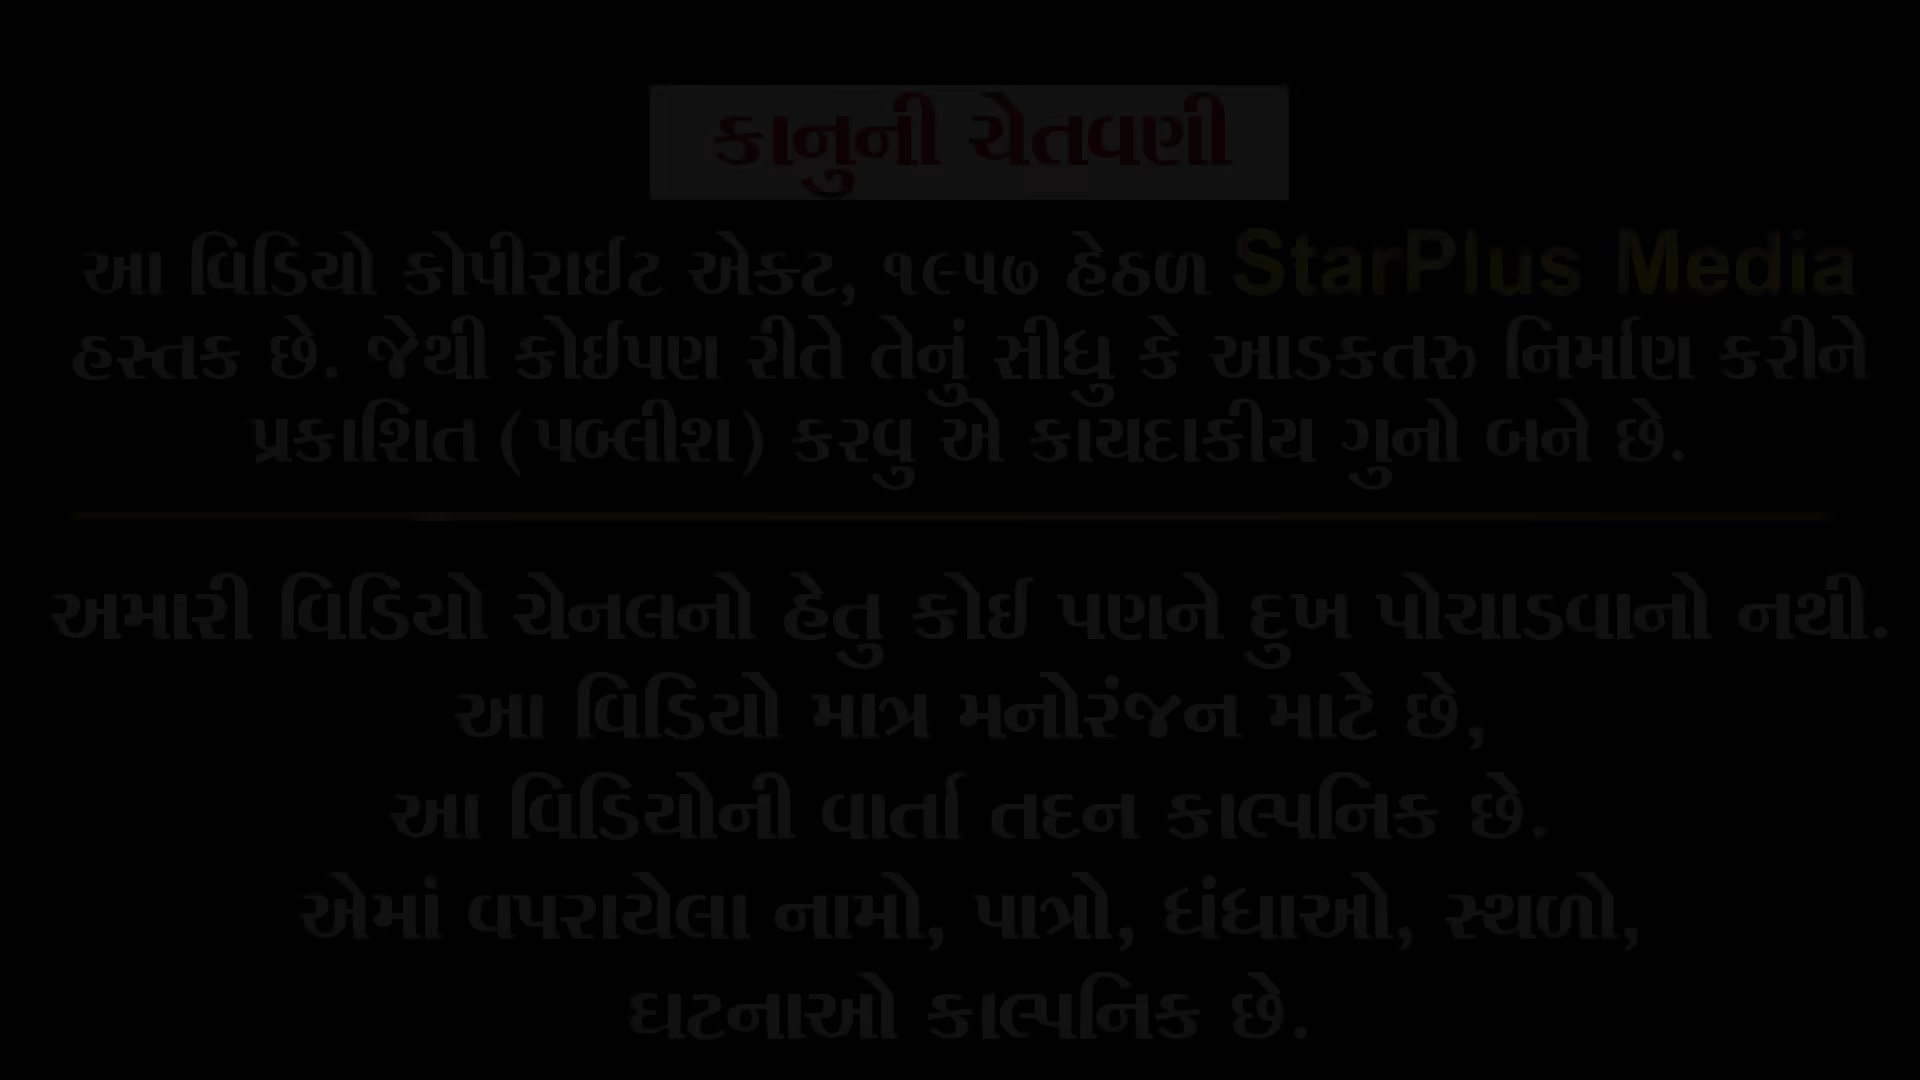 કાનુની ચેતવણી
આ વિડિયો કોપીરાઈટ એક્ટ, ૧૯૫૭ હેઠળ StarPlus Media
હસ્તક છે. જેથી કોઈપણ રીતે તેનું સીધુ કે આડકતરુ નિર્માણ કરીને
પ્રકાશિત (પબ્લીશ) કરવુ એ કાયદાકીય ગુનો બને છે.
અમારી વિડિયો ચેનલનો હેતુ કોઈ પણને દુખ પોચાડવાનો નથી.
આ વિડિયો માત્ર મનોરંજન માટે છે,
આ વિડિયોની વાર્તા તદન કાલ્પનિક છે.
એમાં વપરાયેલા નામો, પાત્રો, ધંધાઓ, સ્થળો,
ઘટનાઓ કાલ્પનિક છે.